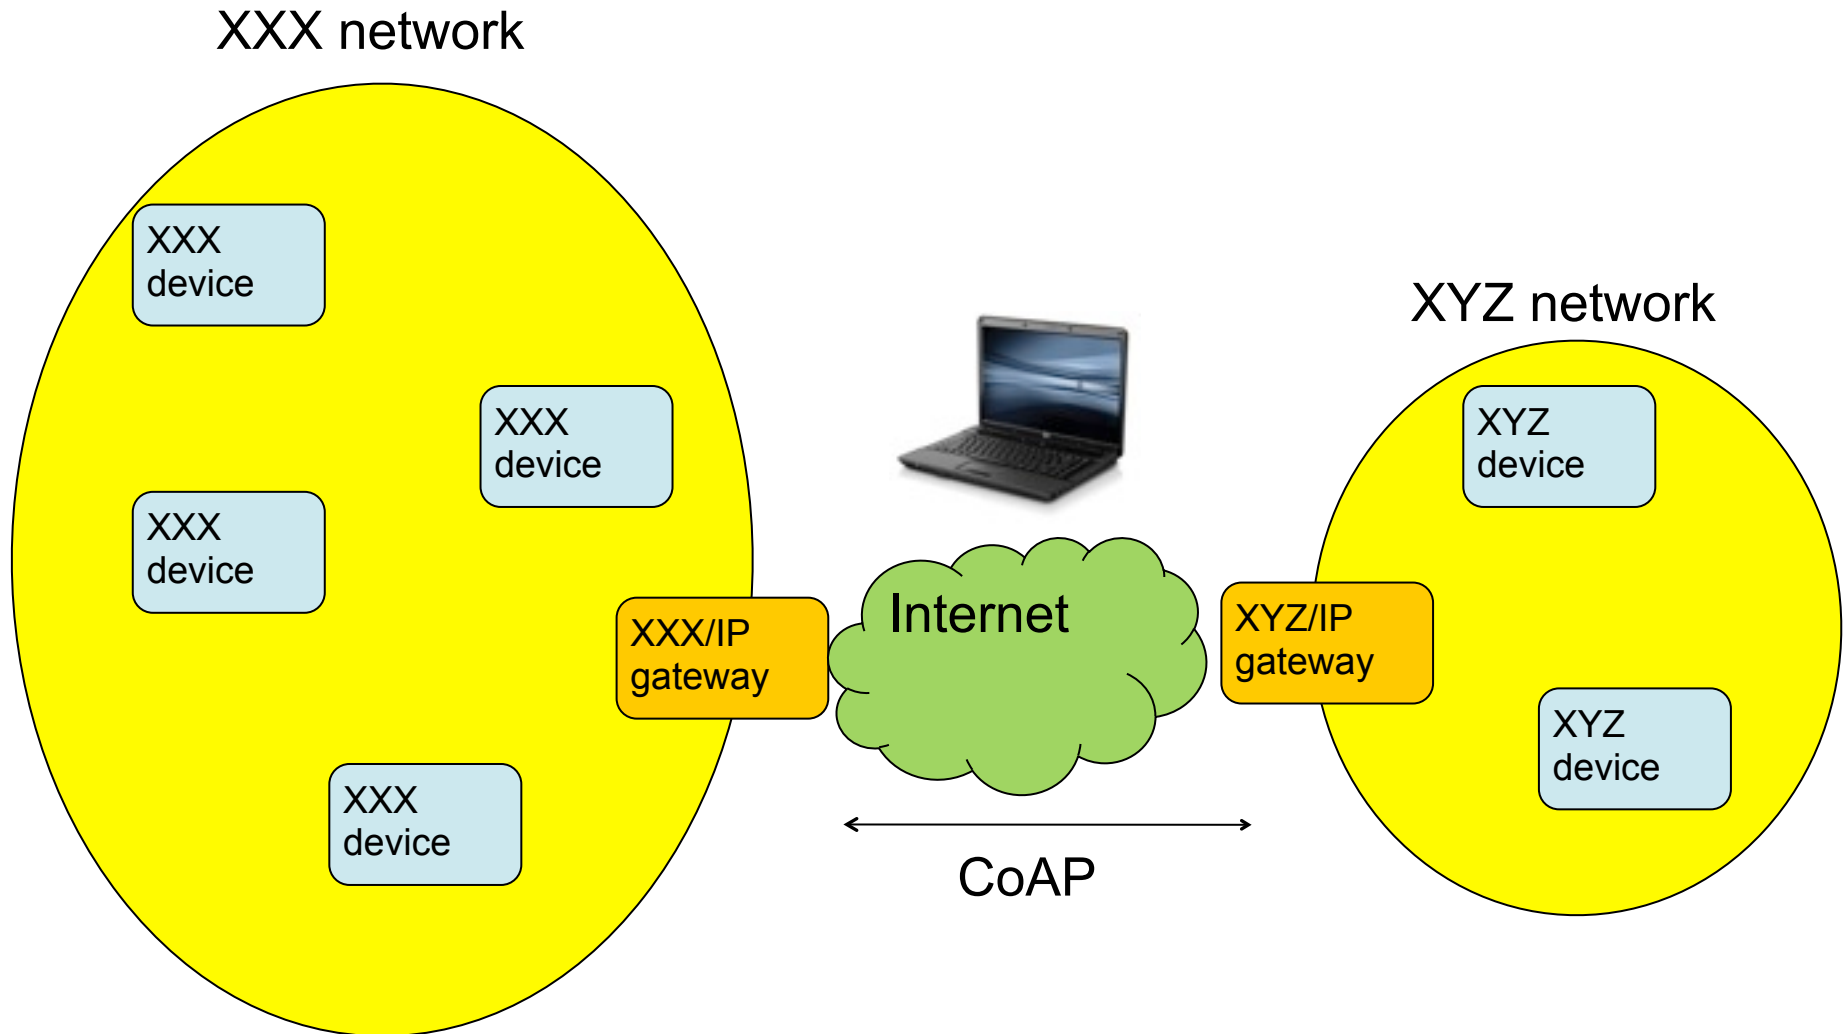 XXX network
XXX
device
XXX
device
XXX
device
XXX/IP
gateway
XXX
device
Internet
CoAP
XYZ network
XYZ
device
XYZ/IP
gateway
XYZ
device